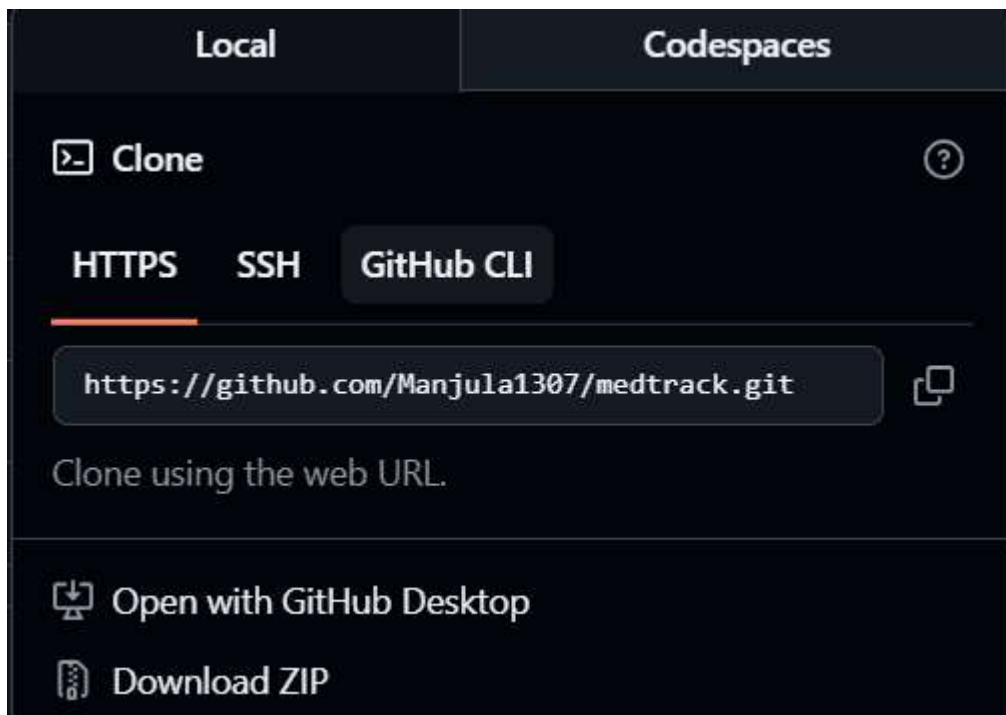 Local Codespaces
Clone
HTTPS SSH GitHub CLI
https://github.com/Manjula1307/medtrack.git
Clone using the web URL.
Open with GitHub Desktop
Download ZIP